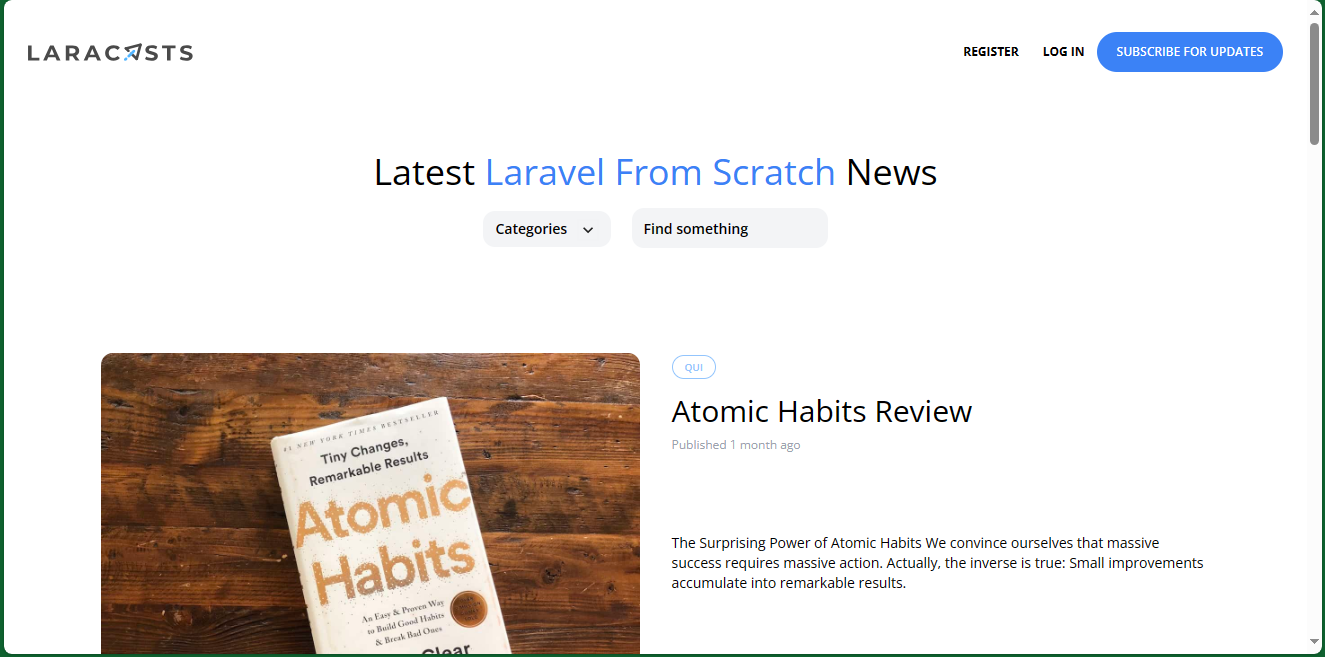 LARACASTS
REGISTER LOG IN SUBSCRIBE FOR UPDATES
Latest Laravel From Scratch News
Categories Find something
#1 NEW YORK TIMES BESTSELLER
Tiny Changes,
Remarkable Results
Atomic
Habits
An Easy & Proven Way
to Build Good Habits
& Break Bad Ones
Clear
QUI
Atomic Habits Review
Published 1 month ago
The Surprising Power of Atomic Habits We convince ourselves that massive
success requires massive action. Actually, the inverse is true: Small improvements
accumulate into remarkable results.